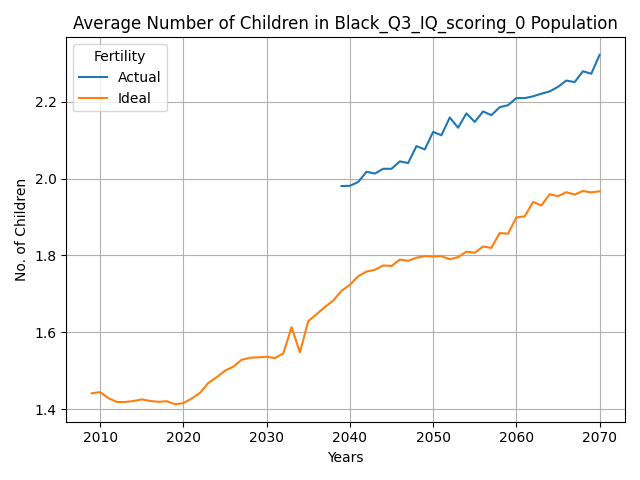 Average Number of Children in Black_Q3_IQ_scoring_0 Population
Fertility
Actual
Ideal
No. of Children
2.2
2.0
1.8
1.6
1.4
2010 2020 2030 2040 2050 2060 2070
Years